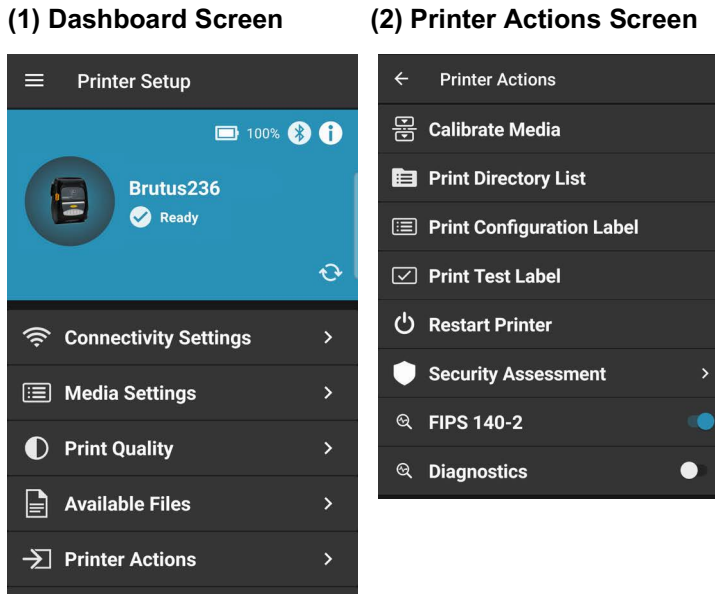 (1) Dashboard Screen
Printer Setup
100%
Brutus236
Ready
Connectivity Settings
Media Settings
Print Quality
Available Files
Printer Actions
(2) Printer Actions Screen
Printer Actions
Calibrate Media
Print Directory List
Print Configuration Label
Print Test Label
Restart Printer
Security Assessment
FIPS 140-2
Diagnostics